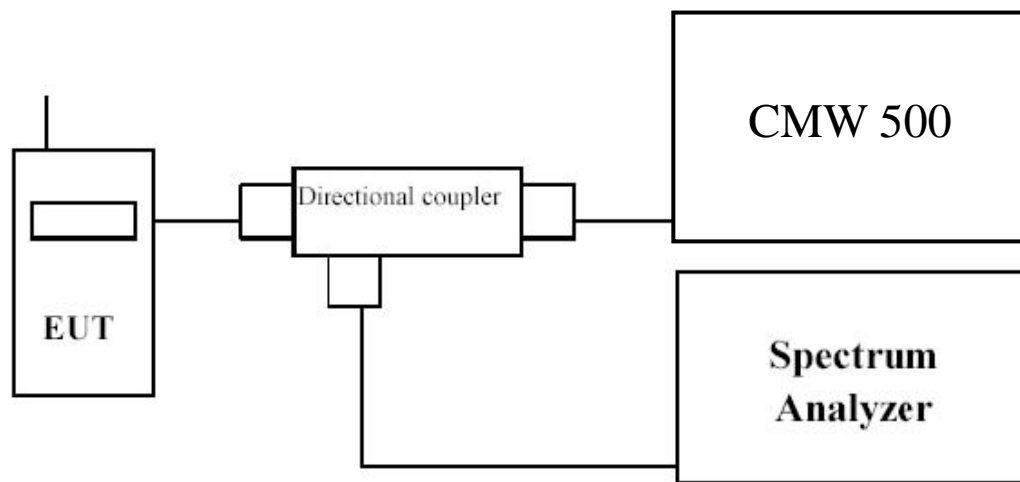 CMW 500
Directional coupler
EUT
Spectrum
Analyzer